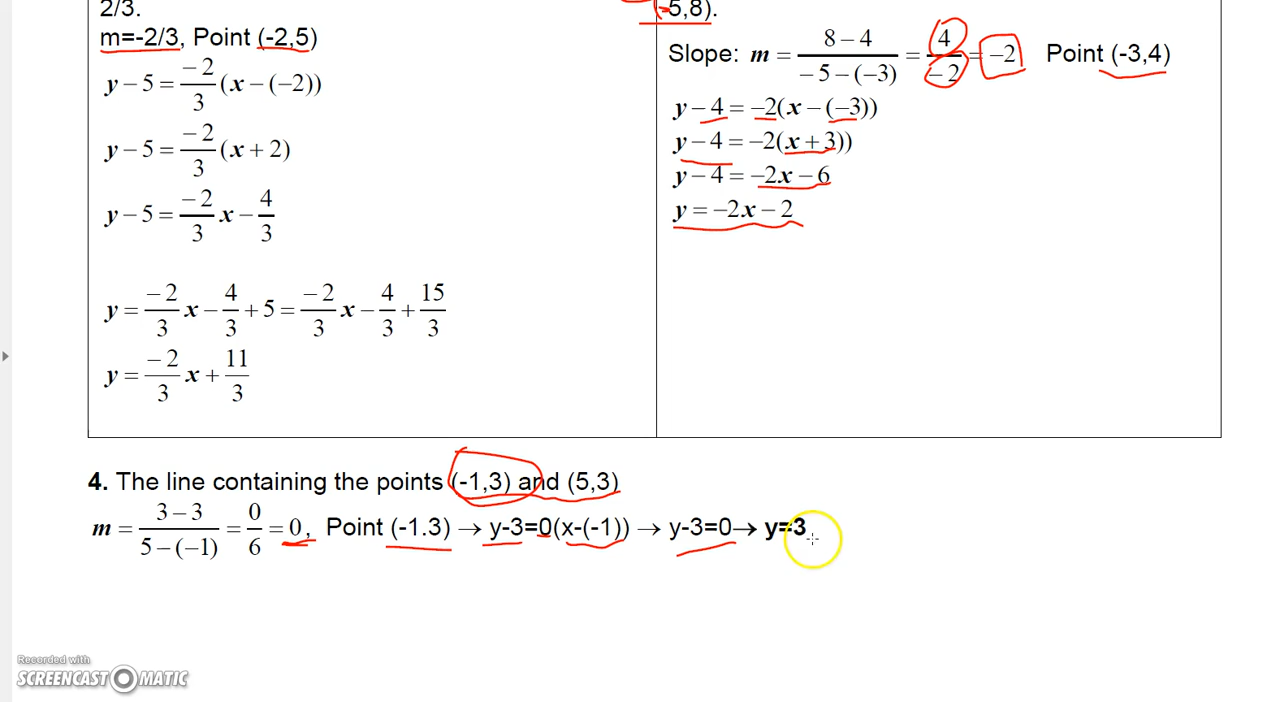 2/3.
m=-2/3, Point (-2,5)
y − 5 = −2/3 (x − (−2))
y − 5 = −2/3 (x + 2)
y − 5 = −2/3 x − 4/3
y = −2/3 x − 4/3 + 5 = −2/3 x − 4/3 + 15/3
y = −2/3 x + 11/3
(-5,8).
Slope: m = 8 − 4 / −5 − (−3) = 4/−2 = −2 Point (-3,4)
y − 4 = −2(x − (−3))
y − 4 = −2(x + 3))
y − 4 = −2x − 6
y = −2x − 2
4. The line containing the points (-1,3) and (5,3)
m = 3 − 3 / 5 − (−1) = 0/6 = 0, Point (-1.3) → y-3=0(x-(-1)) → y-3=0→ y=3
Recorded with
SCREENCAST-O-MATIC